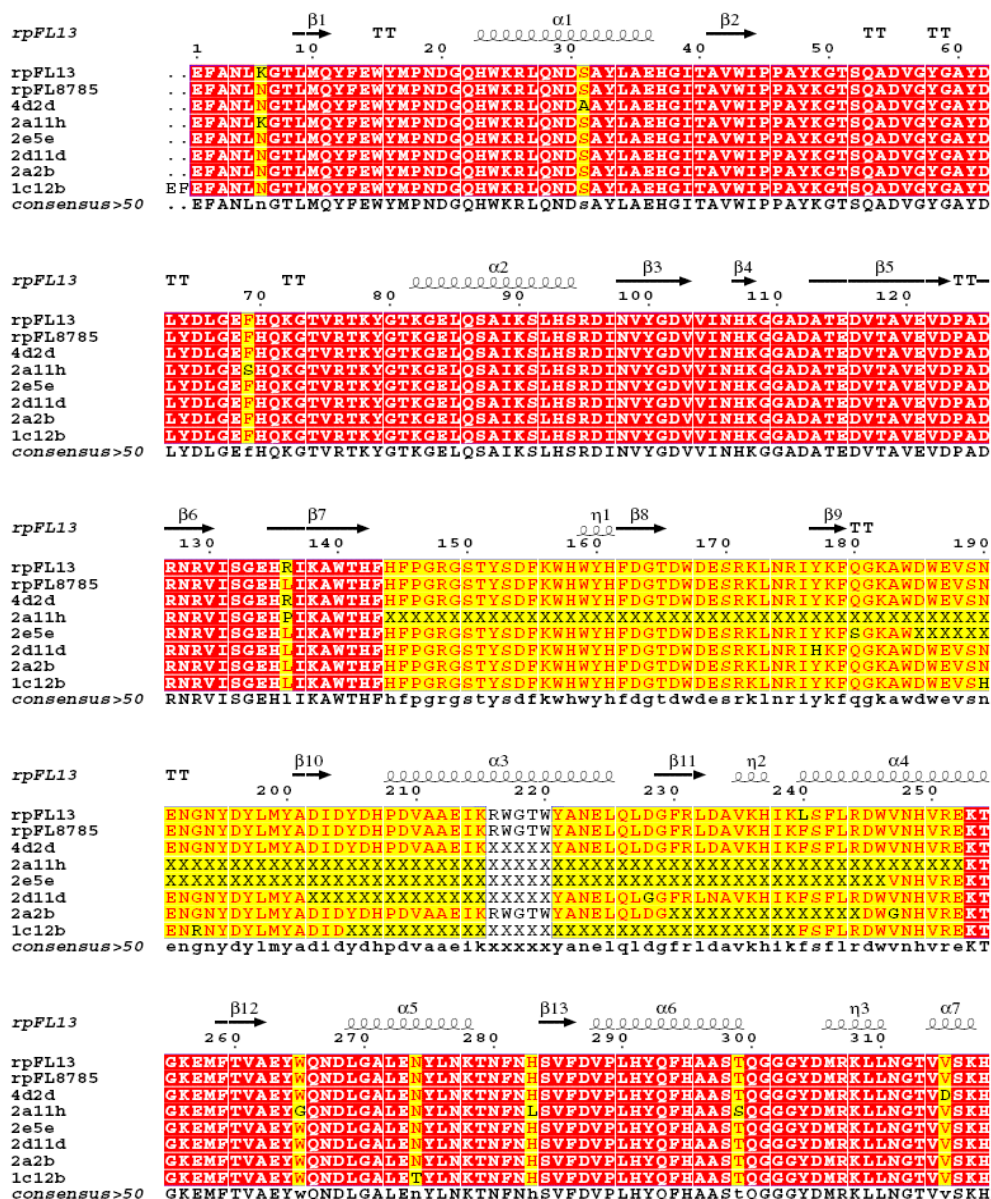 rpFL13 β1 TT α1 β2 TT TT
1 10 20 30 40 50 60
rpFL13 ..EFANLKGTLMQYFEWYMPNDGQHWKRLQNDSAYLAEHGITAVWIPPAYKGTSQADVGYGAYD
rpFL8785 ..EFANLNGTLMQYFEWYMPNDGQHWKRLQNDSAYLAEHGITAVWIPPAYKGTSQADVGYGAYD
4d2d ..EFANLNGTLMQYFEWYMPNDGQHWKRLQNDAAYLAEHGITAVWIPPAYKGTSQADVGYGAYD
2a11h ..EFANLKGTLMQYFEWYMPNDGQHWKRLQNDSAYLAEHGITAVWIPPAYKGTSQADVGYGAYD
2e5e ..EFANLNGTLMQYFEWYMPNDGQHWKRLQNDSAYLAEHGITAVWIPPAYKGTSQADVGYGAYD
2d11d ..EFANLNGTLMQYFEWYMPNDGQHWKRLQNDSAYLAEHGITAVWIPPAYKGTSQADVGYGAYD
2a2b ..EFANLNGTLMQYFEWYMPNDGQHWKRLQNDSAYLAEHGITAVWIPPAYKGTSQADVGYGAYD
1c12b EFEFANLNGTLMQYFEWYMPNDGQHWKRLQNDSAYLAEHGITAVWIPPAYKGTSQADVGYGAYD
consensus>50 ..EFANLnGTLMQYFEWYMPNDGQHWKRLQNDsAYLAEHGITAVWIPPAYKGTSQADVGYGAYD
rpFL13 TT TT α2 β3 β4 β5 TT
70 80 90 100 110 120
rpFL13 LYDLGEFHQKGTVRTKYGTKGELQSAIKSLHSRDINVYGDVVINHKGGADATEDVTAVEVDPAD
rpFL8785 LYDLGEFHQKGTVRTKYGTKGELQSAIKSLHSRDINVYGDVVINHKGGADATEDVTAVEVDPAD
4d2d LYDLGEFHQKGTVRTKYGTKGELQSAIKSLHSRDINVYGDVVINHKGGADATEDVTAVEVDPAD
2a11h LYDLGESHQKGTVRTKYGTKGELQSAIKSLHSRDINVYGDVVINHKGGADATEDVTAVEVDPAD
2e5e LYDLGEFHQKGTVRTKYGTKGELQSAIKSLHSRDINVYGDVVINHKGGADATEDVTAVEVDPAD
2d11d LYDLGEFHQKGTVRTKYGTKGELQSAIKSLHSRDINVYGDVVINHKGGADATEDVTAVEVDPAD
2a2b LYDLGEFHQKGTVRTKYGTKGELQSAIKSLHSRDINVYGDVVINHKGGADATEDVTAVEVDPAD
1c12b LYDLGEFHQKGTVRTKYGTKGELQSAIKSLHSRDINVYGDVVINHKGGADATEDVTAVEVDPAD
consensus>50 LYDLGEfHQKGTVRTKYGTKGELQSAIKSLHSRDINVYGDVVINHKGGADATEDVTAVEVDPAD
rpFL13 β6 β7 η1 β8 β9 TT
130 140 150 160 170 180 190
rpFL13 RNRVISGEHRIKAWTHFHFPGRGSTYSDFKWHWYHFDGTDWDESRKLNRIYKFQGKAWDWEVSN
rpFL8785 RNRVISGEHLIKAWTHFHFPGRGSTYSDFKWHWYHFDGTDWDESRKLNRIYKFQGKAWDWEVSN
4d2d RNRVISGEHRIKAWTHFHFPGRGSTYSDFKWHWYHFDGTDWDESRKLNRIYKFQGKAWDWEVSN
2a11h RNRVISGEHPIKAWTHFXXXXXXXXXXXXXXXXXXXXXXXXXXXXXXXXXXXXXXXXXXXXXXX
2e5e RNRVISGEHLIKAWTHFHFPGRGSTYSDFKWHWYHFDGTDWDESRKLNRIYKFSGKAWXXXXXX
2d11d RNRVISGEHLIKAWTHFHFPGRGSTYSDFKWHWYHFDGTDWDESRKLNRIHKFQGKAWDWEVSN
2a2b RNRVISGEHLIKAWTHFHFPGRGSTYSDFKWHWYHFDGTDWDESRKLNRIYKFQGKAWDWEVSN
1c12b RNRVISGEHLIKAWTHFHFPGRGSTYSDFKWHWYHFDGTDWDESRKLNRIYKFQGKAWDWEVSH
consensus>50 RNRVISGEHlIKAWTHFhfpgrgstysdfkwhwyhfdgtdwdesrklnriykfqgkawdwevsn
rpFL13 TT β10 α3 β11 η2 α4
200 210 220 230 240 250
rpFL13 ENGNYDYLMYADIDYDHPDVAAEIKRWGTWYANELQLDGFRLDAVKHIKLSFLRDWVNHVREKT
rpFL8785 ENGNYDYLMYADIDYDHPDVAAEIKRWGTWYANELQLDGFRLDAVKHIKFSFLRDWVNHVREKT
4d2d ENGNYDYLMYADIDYDHPDVAAEIKXXXXXYANELQLDGFRLDAVKHIKFSFLRDWVNHVREKT
2a11h XXXXXXXXXXXXXXXXXXXXXXXXXXXXXXXXXXXXXXXXXXXXXXXXXXXXXXXXXXXXXXKT
2e5e XXXXXXXXXXXXXXXXXXXXXXXXXXXXXXXXXXXXXXXXXXXXXXXXXXXXXXXXVNHVREKT
2d11d ENGNYDYLMYAXXXXXXXXXXXXXXXXXXXYANELQLGGFRLNAVKHIKFSFLRDWVNHVREKT
2a2b ENGNYDYLMYADIDYDHPDVAAEIKRWGTWYANELQLDGXXXXXXXXXXXXXXXDWGNHVREKT
1c12b ENRNYDYLMYADIDXXXXXXXXXXXXXXXXXXXXXXXXXXXXXXXXXXXFSFLRDWVNHVREKT
consensus>50 engnydylmyadidydhpdvaaeikxxxxxyanelqldgfrldavkhikfsflrdwvnhvreKT
rpFL13 β12 α5 β13 α6 η3 α7
260 270 280 290 300 310
rpFL13 GKEMFTVAEYWQNDLGALENYLNKTNFNHSVFDVPLHYQFHAASTQGGGYDMRKLLNGTVVSKH
rpFL8785 GKEMFTVAEYWQNDLGALENYLNKTNFNHSVFDVPLHYQFHAASTQGGGYDMRKLLNGTVVSKH
4d2d GKEMFTVAEYWQNDLGALENYLNKTNFNHSVFDVPLHYQFHAASTQGGGYDMRKLLNGTVDSKH
2a11h GKEMFTVAEYGQNDLGALENYLNKTNFNLSVFDVPLHYQFHAASSQGGGYDMRKLLNGTVVSKH
2e5e GKEMFTVAEYWQNDLGALENYLNKTNFNHSVFDVPLHYQFHAASTQGGGYDMRKLLNGTVVSKH
2d11d GKEMFTVAEYWQNDLGALENYLNKTNFNHSVFDVPLHYQFHAASTQGGGYDMRKLLNGTVVSKH
2a2b GKEMFTVAEYWQNDLGALENYLNKTNFNHSVFDVPLHYQFHAASTQGGGYDMRKLLNGTVVSKH
1c12b GKEMFTVAEYWQNDLGALETYLNKTNFNHSVFDVPLHYQFHAASTQGGGYDMRKLLNGTVVSKH
consensus>50 GKEMFTVAEYwQNDLGALEnYLNKTNFNhSVFDVPLHYQFHAAStQGGGYDMRKLLNGTVvSKH